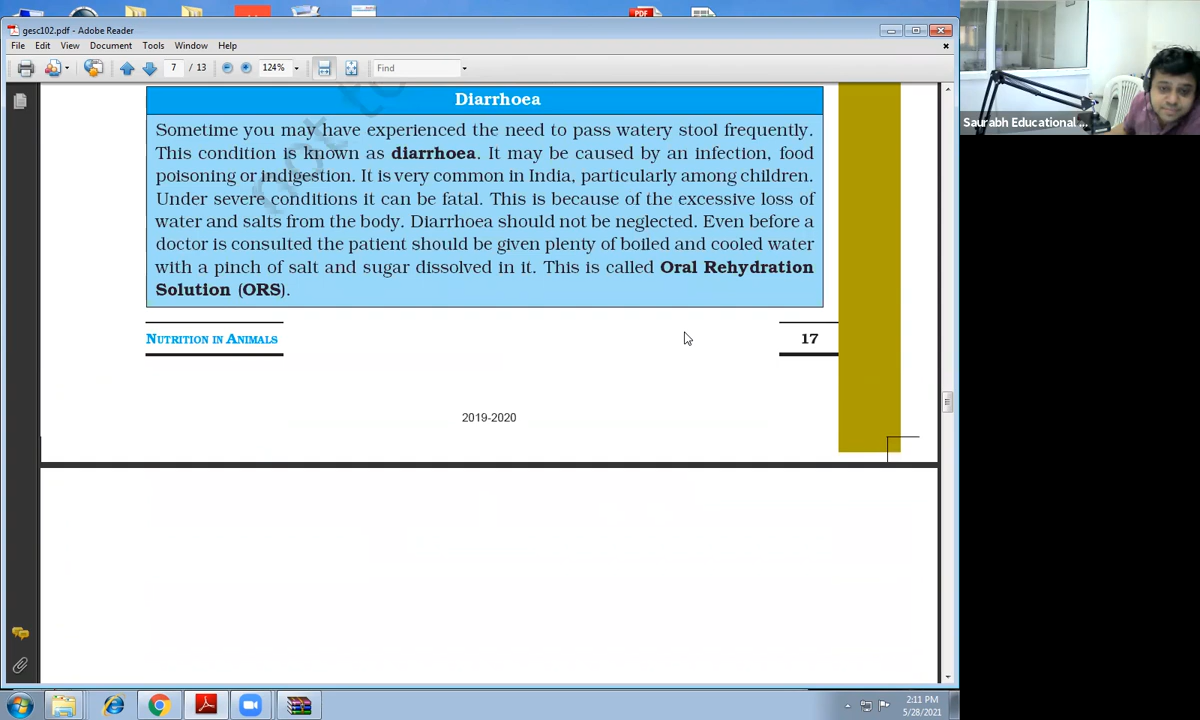 gesc102.pdf - Adobe Reader
File Edit View Document Tools Window Help
7 / 13 124% Find
not to
Diarrhoea
Sometime you may have experienced the need to pass watery stool frequently.
This condition is known as diarrhoea. It may be caused by an infection, food
poisoning or indigestion. It is very common in India, particularly among children.
Under severe conditions it can be fatal. This is because of the excessive loss of
water and salts from the body. Diarrhoea should not be neglected. Even before a
doctor is consulted the patient should be given plenty of boiled and cooled water
with a pinch of salt and sugar dissolved in it. This is called Oral Rehydration
Solution (ORS).
NUTRITION IN ANIMALS
17
2019-2020
Saurabh Educational ...
PDF
2:11 PM
5/28/2021